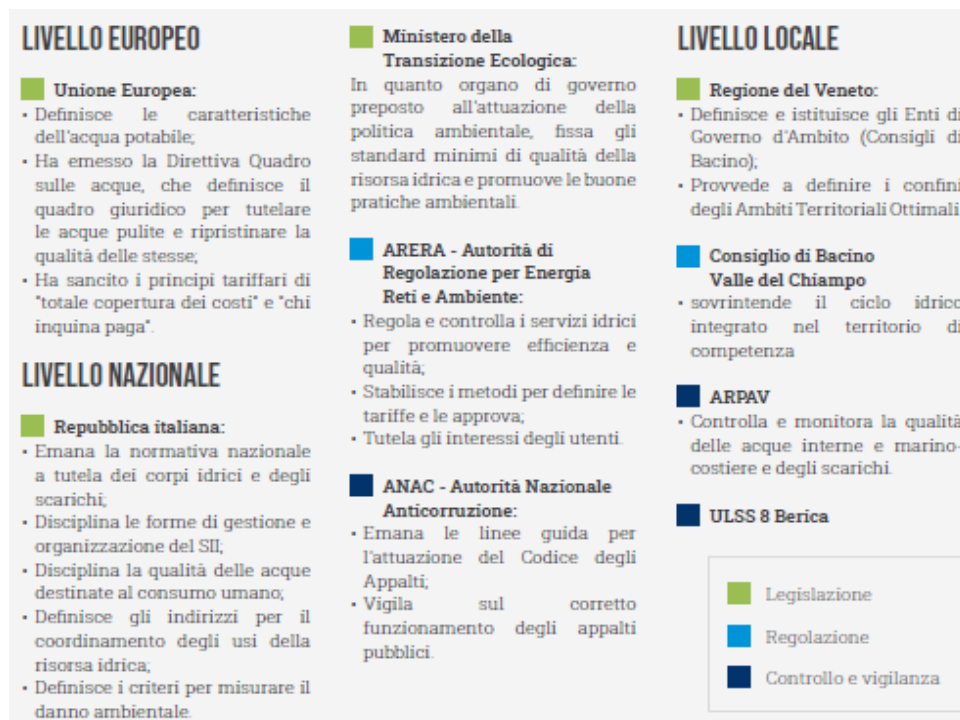 LIVELLO EUROPEO
Unione Europea:
• Definisce le caratteristiche
dell'acqua potabile;
• Ha emesso la Direttiva Quadro
sulle acque, che definisce il
quadro giuridico per tutelare
le acque pulite e ripristinare la
qualità delle stesse;
• Ha sancito i principi tariffari di
"totale copertura dei costi" e "chi
inquina paga".
LIVELLO NAZIONALE
Repubblica italiana:
• Emana la normativa nazionale
a tutela dei corpi idrici e degli
scarichi;
• Disciplina le forme di gestione e
organizzazione del SII;
• Disciplina la qualità delle acque
destinate al consumo umano;
• Definisce gli indirizzi per il
coordinamento degli usi della
risorsa idrica;
• Definisce i criteri per misurare il
danno ambientale.
Ministero della
Transizione Ecologica:
In quanto organo di governo
preposto all'attuazione della
politica ambientale, fissa gli
standard minimi di qualità della
risorsa idrica e promuove le buone
pratiche ambientali.
ARERA - Autorità di
Regolazione per Energia
Reti e Ambiente:
• Regola e controlla i servizi idrici
per promuovere efficienza e
qualità;
• Stabilisce i metodi per definire le
tariffe e le approva;
• Tutela gli interessi degli utenti.
ANAC - Autorità Nazionale
Anticorruzione:
• Emana le linee guida per
l'attuazione del Codice degli
Appalti;
• Vigila sul corretto
funzionamento degli appalti
pubblici.
LIVELLO LOCALE
Regione del Veneto:
• Definisce e istituisce gli Enti di
Governo d'Ambito (Consigli di
Bacino);
• Provvede a definire i confini
degli Ambiti Territoriali Ottimali
Consiglio di Bacino
Valle del Chiampo
• sovrintende il ciclo idrico
integrato nel territorio di
competenza
ARPAV
• Controlla e monitora la qualità
delle acque interne e marino-
costiere e degli scarichi.
ULSS 8 Berica
Legislazione
Regolazione
Controllo e vigilanza